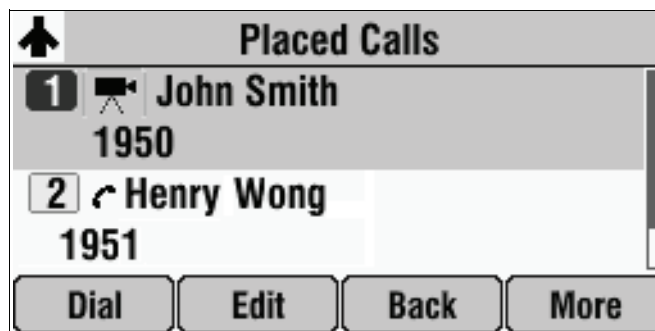 Placed Calls
1 John Smith
1950
2 Henry Wong
1951
Dial Edit Back More